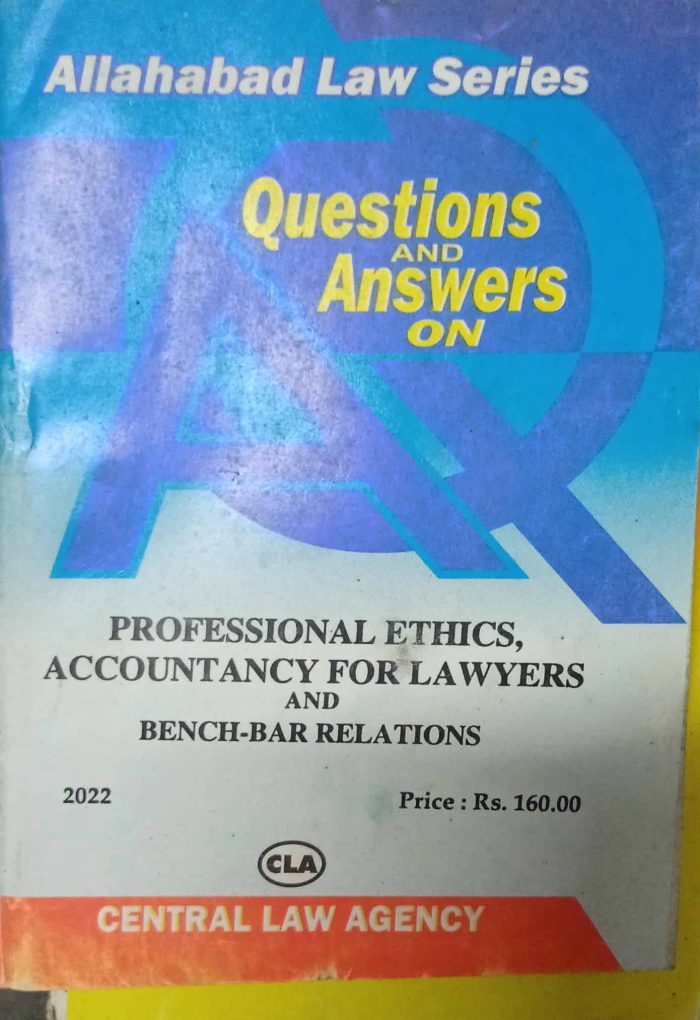 Allahabad Law Series
Questions
AND
Answers
ON
PROFESSIONAL ETHICS,
ACCOUNTANCY FOR LAWYERS
AND
BENCH-BAR RELATIONS
2022 Price : Rs. 160.00
CLA
CENTRAL LAW AGENCY